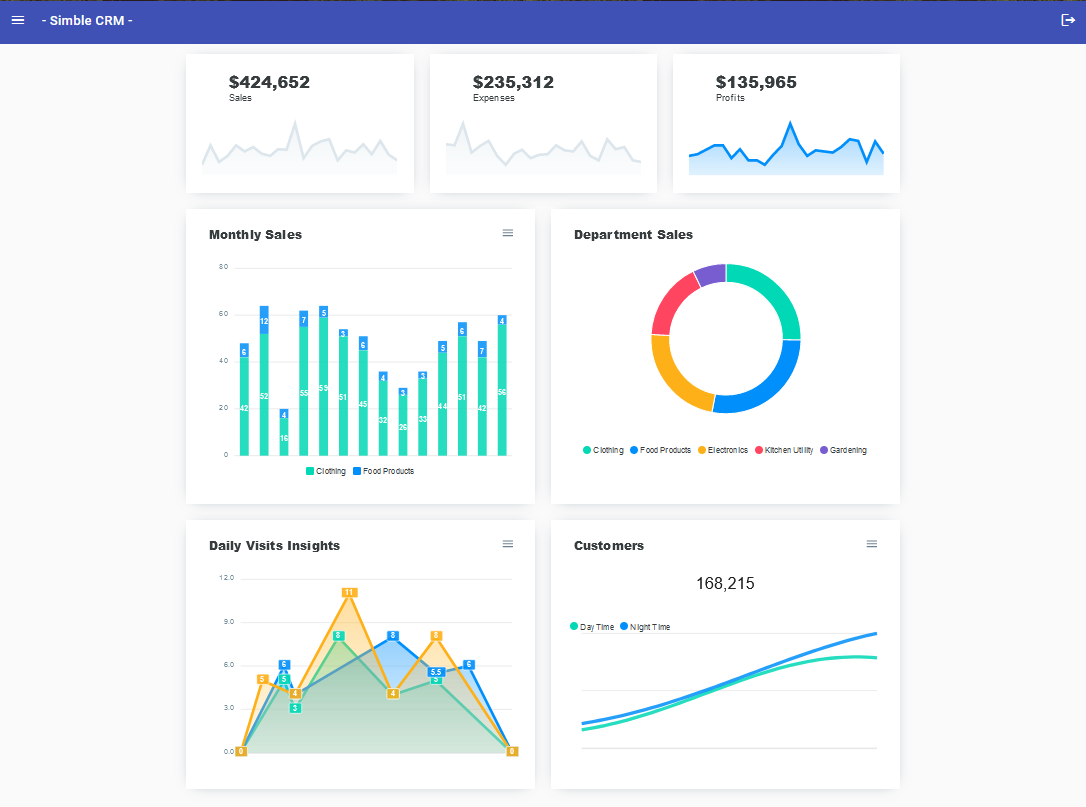 - Simble CRM -
$424,652
Sales
$235,312
Expenses
$135,965
Profits
Monthly Sales
80
60
40
20
0
6 12 4 7 5 3 6 4 3 3 5 6 7 4
42 52 16 55 59 51 45 32 26 33 44 51 42 56
Clothing Food Products
Department Sales
Clothing Food Products Electronics Kitchen Utility Gardening
Daily Visits Insights
12.0
9.0
6.0
3.0
0.0
11
8 8 8
6 5.5 6
5 5 5
4 4
3
0 0
Customers
168,215
Day Time Night Time